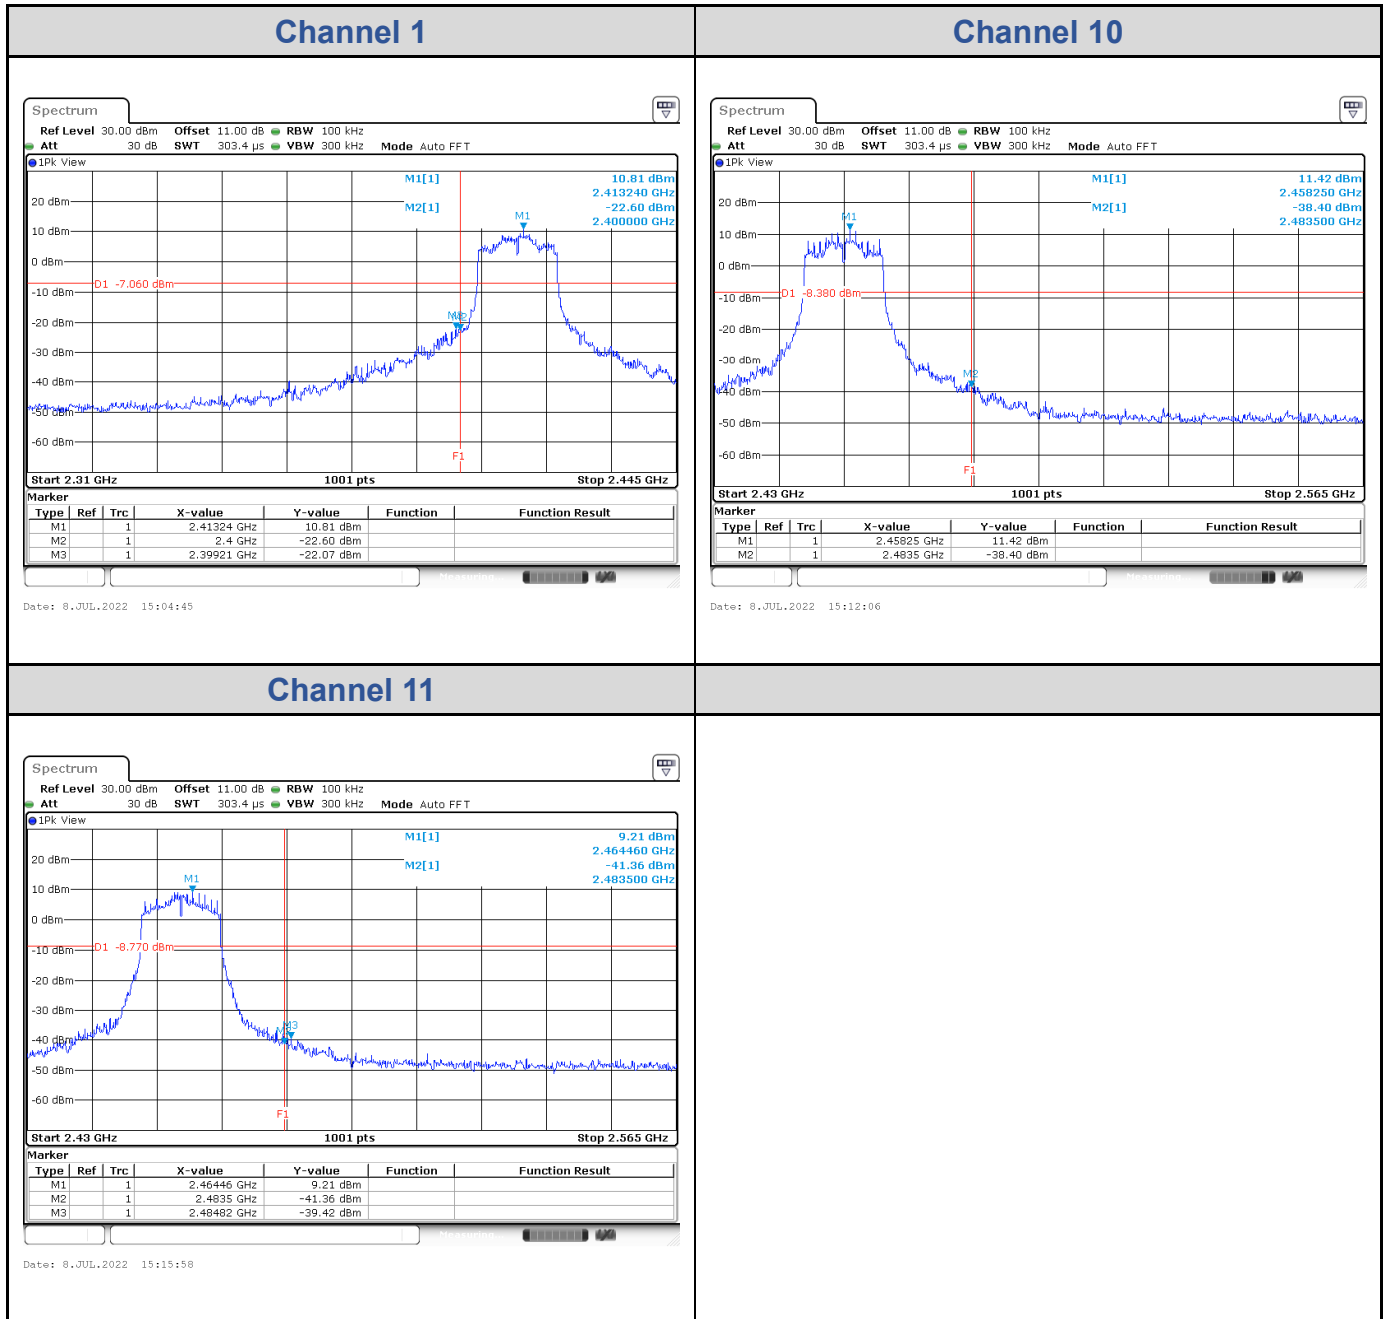 Channel 1
Channel 10
Spectrum
Ref Level 30.00 dBm Offset 11.00 dB RBW 100 kHz
Att 30 dB SWT 303.4 µs VBW 300 kHz Mode Auto FFT
1Pk View
M1[1] 10.81 dBm
2.413240 GHz
M2[1] -22.60 dBm
2.400000 GHz
20 dBm
M1
10 dBm
0 dBm
D1 -7.060 dBm
-10 dBm
-20 dBm
-30 dBm
-40 dBm
-50 dBm
-60 dBm
F1
Start 2.31 GHz 1001 pts Stop 2.445 GHz
Marker
Type Ref Trc X-value Y-value Function Function Result
M1 1 2.41324 GHz 10.81 dBm
M2 1 2.4 GHz -22.60 dBm
M3 1 2.39921 GHz -22.07 dBm
Measuring...
Date: 8.JUL.2022 15:04:45
Spectrum
Ref Level 30.00 dBm Offset 11.00 dB RBW 100 kHz
Att 30 dB SWT 303.4 µs VBW 300 kHz Mode Auto FFT
1Pk View
M1[1] 11.42 dBm
2.458250 GHz
M2[1] -38.40 dBm
2.483500 GHz
20 dBm
M1
10 dBm
0 dBm
D1 -8.380 dBm
-10 dBm
-20 dBm
-30 dBm
M2
-40 dBm
-50 dBm
-60 dBm
F1
Start 2.43 GHz 1001 pts Stop 2.565 GHz
Marker
Type Ref Trc X-value Y-value Function Function Result
M1 1 2.45825 GHz 11.42 dBm
M2 1 2.4835 GHz -38.40 dBm
Measuring...
Date: 8.JUL.2022 15:12:06
Channel 11
Spectrum
Ref Level 30.00 dBm Offset 11.00 dB RBW 100 kHz
Att 30 dB SWT 303.4 µs VBW 300 kHz Mode Auto FFT
1Pk View
M1[1] 9.21 dBm
2.464460 GHz
M2[1] -41.36 dBm
2.483500 GHz
20 dBm
M1
10 dBm
0 dBm
D1 -8.770 dBm
-10 dBm
-20 dBm
-30 dBm
M3
-40 dBm
-50 dBm
-60 dBm
F1
Start 2.43 GHz 1001 pts Stop 2.565 GHz
Marker
Type Ref Trc X-value Y-value Function Function Result
M1 1 2.46446 GHz 9.21 dBm
M2 1 2.4835 GHz -41.36 dBm
M3 1 2.48482 GHz -39.42 dBm
Measuring...
Date: 8.JUL.2022 15:15:58